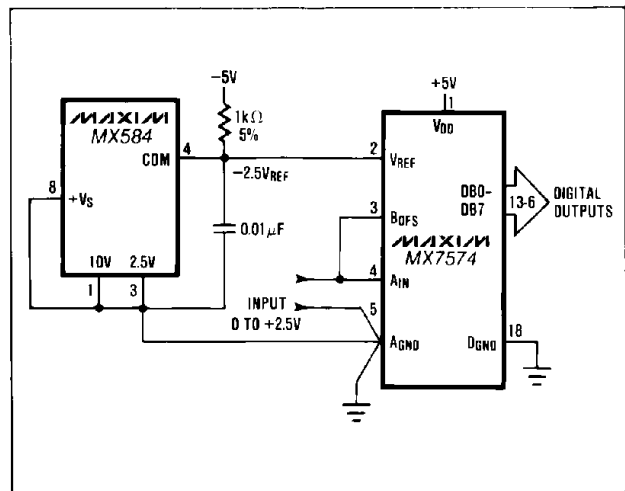 −5V
1kΩ
5%
MAXIM
MX584
COM
4
−2.5VREF
8
+VS
0.01µF
10V 2.5V
1 3
INPUT
0 TO +2.5V
+5V
1
VDD
2
VREF
3
BOFS
DB0-
DB7
13-6
DIGITAL
OUTPUTS
MAXIM
MX7574
4
AIN
5
AGND
DGND
18